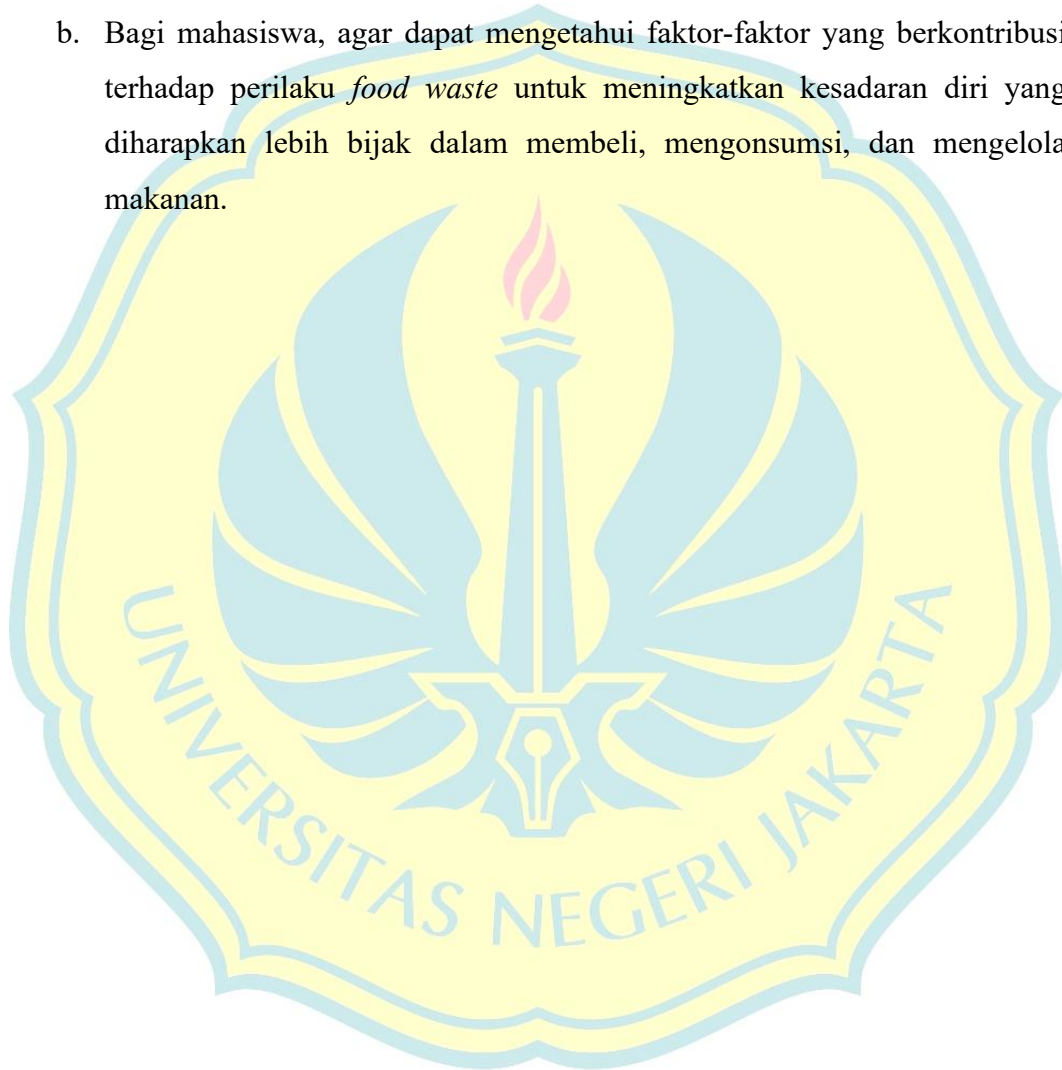 b. Bagi mahasiswa, agar dapat mengetahui faktor-faktor yang berkontribusi
terhadap perilaku food waste untuk meningkatkan kesadaran diri yang
diharapkan lebih bijak dalam membeli, mengonsumsi, dan mengelola
makanan.
UNIVERSITAS NEGERI JAKARTA